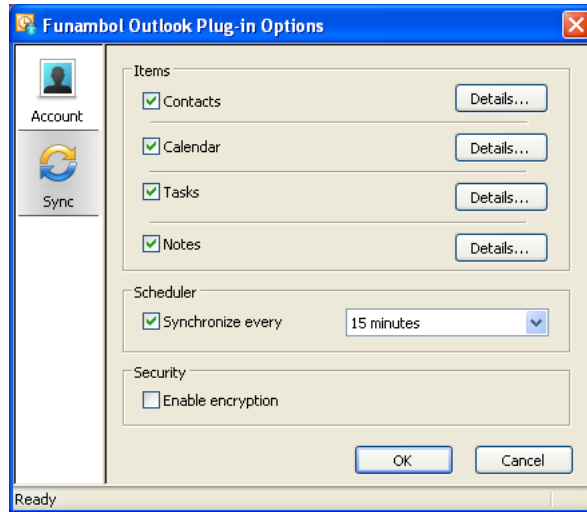 Funambol Outlook Plug-in Options
Account
Sync
Items
Contacts Details...
Calendar Details...
Tasks Details...
Notes Details...
Scheduler
Synchronize every 15 minutes
Security
Enable encryption
OK Cancel
Ready